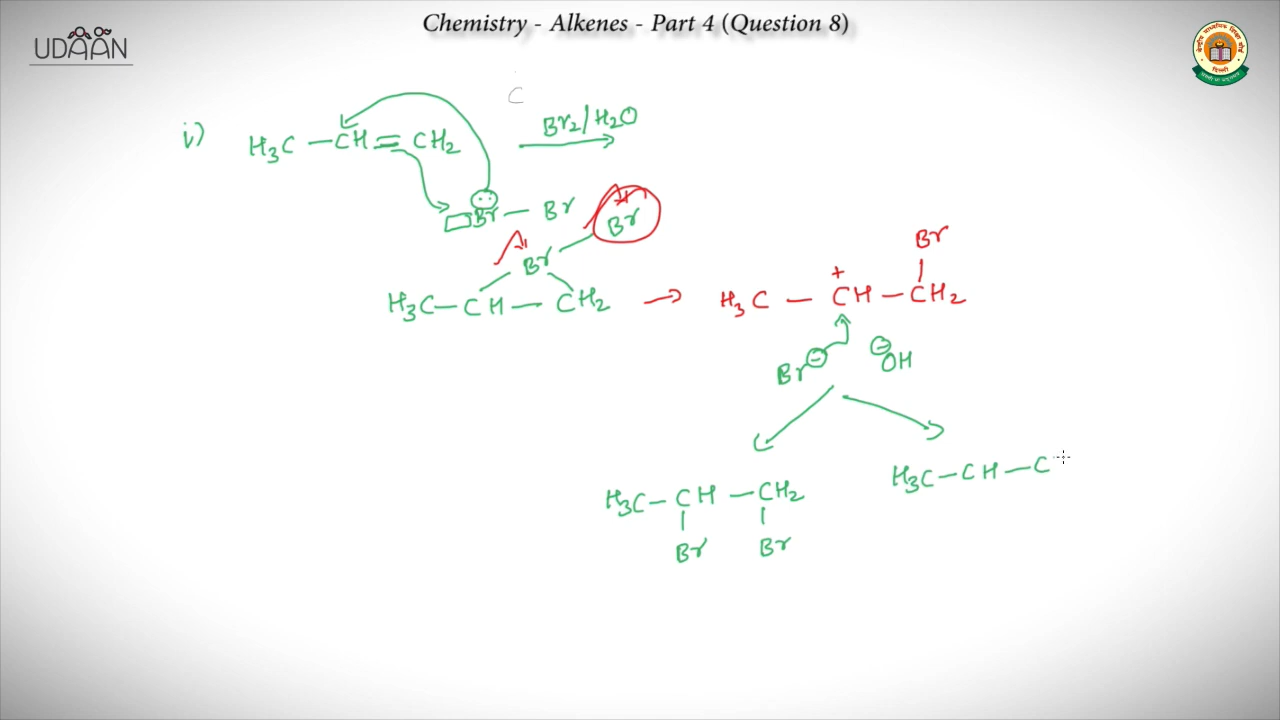 Chemistry - Alkenes - Part 4 (Question 8)
UDAAN
C
i) H₃C — CH = CH₂ Br₂/H₂O
Br — Br
Br
Br
H₃C — CH — CH₂
Br
+
H₃C — CH — CH₂
Br⊖ ⊖OH
H₃C — CH — CH₂
Br Br
H₃C — CH — C